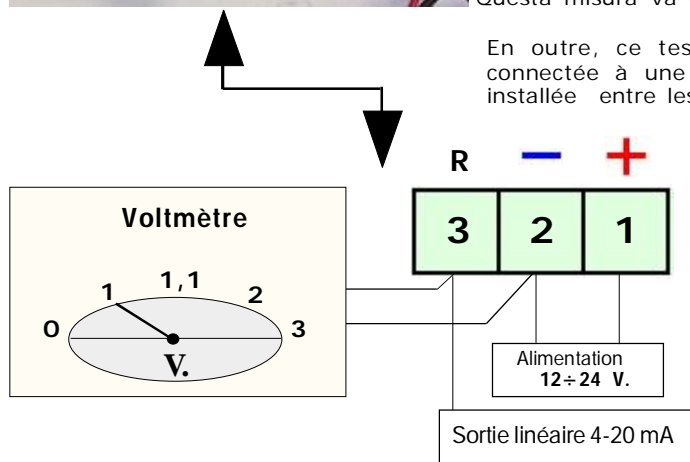 Questa misura va
En outre, ce tes
connectée à une
installée entre les
R − +
3 2 1
Voltmètre
0 1 1,1 2 3
V.
Alimentation
12÷24 V.
Sortie linéaire 4-20 mA